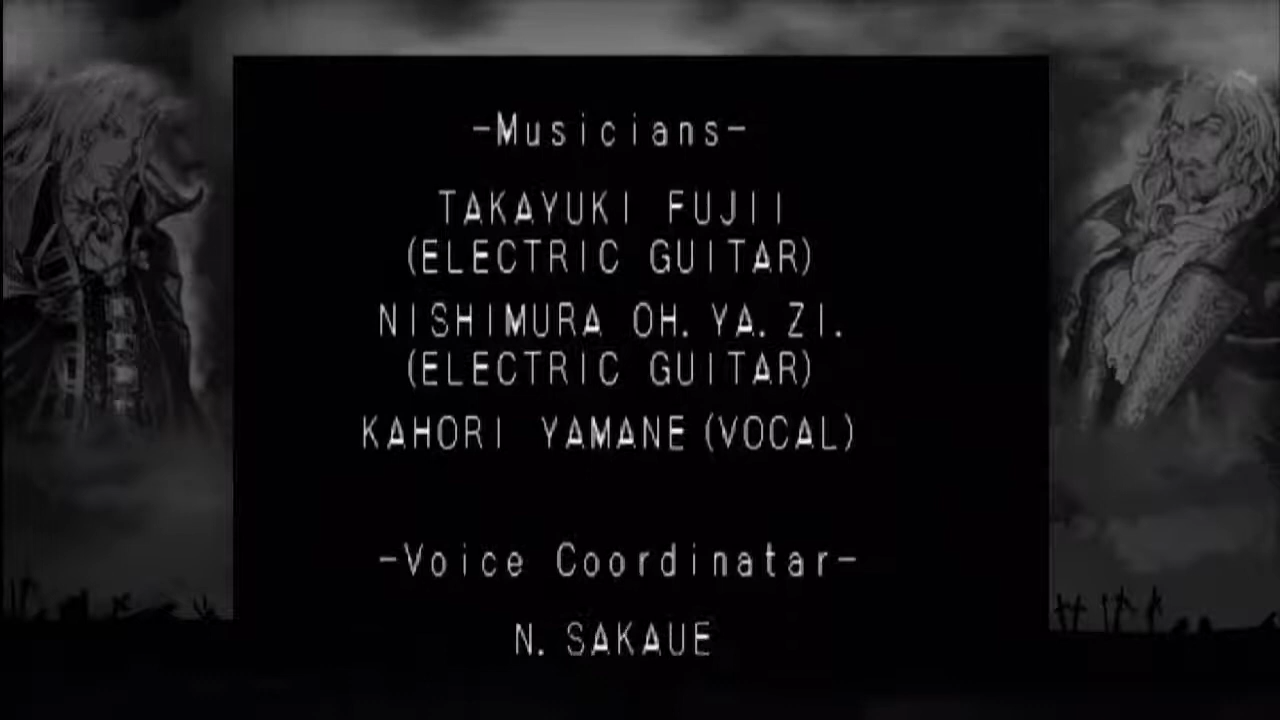 -Musicians-
TAKAYUKI FUJII
(ELECTRIC GUITAR)
NISHIMURA OH. YA. ZI.
(ELECTRIC GUITAR)
KAHORI YAMANE (VOCAL)
-Voice Coordinatar-
N. SAKAUE